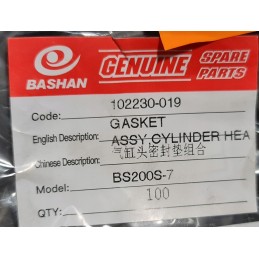 BASHAN
GENUINE SPARE PARTS
Code: 102230-019
English Description: GASKET ASSY CYLINDER HEA
Chinese Description: 气缸头密封垫组合
Model: BS200S-7
QTY: 100